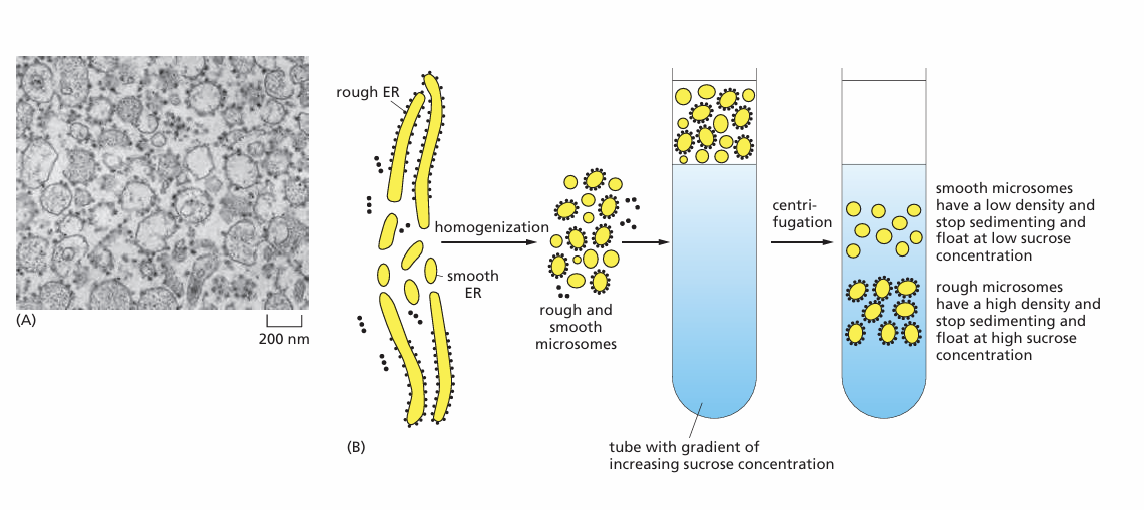 (A)
200 nm
rough ER
smooth
ER
homogenization
rough and
smooth
microsomes
centri-
fugation
smooth microsomes
have a low density and
stop sedimenting and
float at low sucrose
concentration
rough microsomes
have a high density and
stop sedimenting and
float at high sucrose
concentration
(B)
tube with gradient of
increasing sucrose concentration